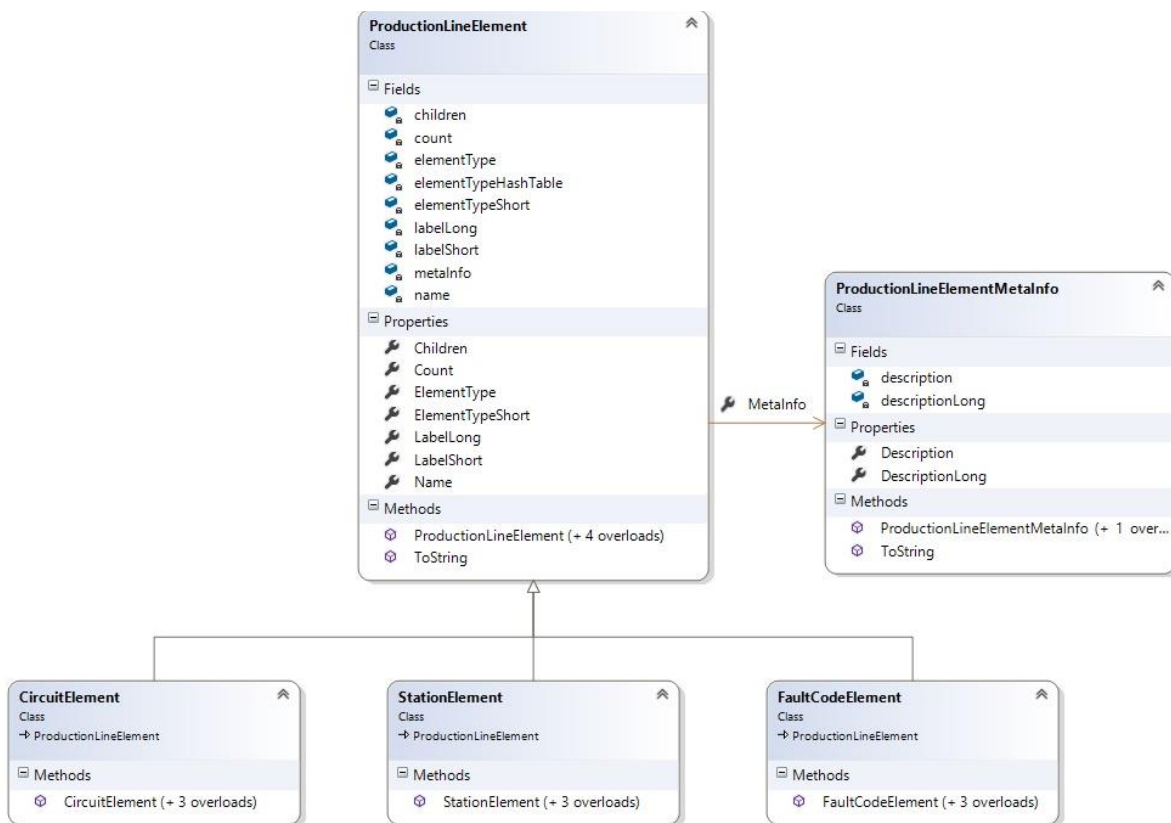 ProductionLineElement
Class
Fields
children
count
elementType
elementTypeHashTable
elementTypeShort
labelLong
labelShort
metaInfo
name
Properties
Children
Count
ElementType
ElementTypeShort
LabelLong
LabelShort
Name
Methods
ProductionLineElement (+ 4 overloads)
ToString
MetaInfo
ProductionLineElementMetaInfo
Class
Fields
description
descriptionLong
Properties
Description
DescriptionLong
Methods
ProductionLineElementMetaInfo (+ 1 over...
ToString
CircuitElement
Class
ProductionLineElement
Methods
CircuitElement (+ 3 overloads)
StationElement
Class
ProductionLineElement
Methods
StationElement (+ 3 overloads)
FaultCodeElement
Class
ProductionLineElement
Methods
FaultCodeElement (+ 3 overloads)